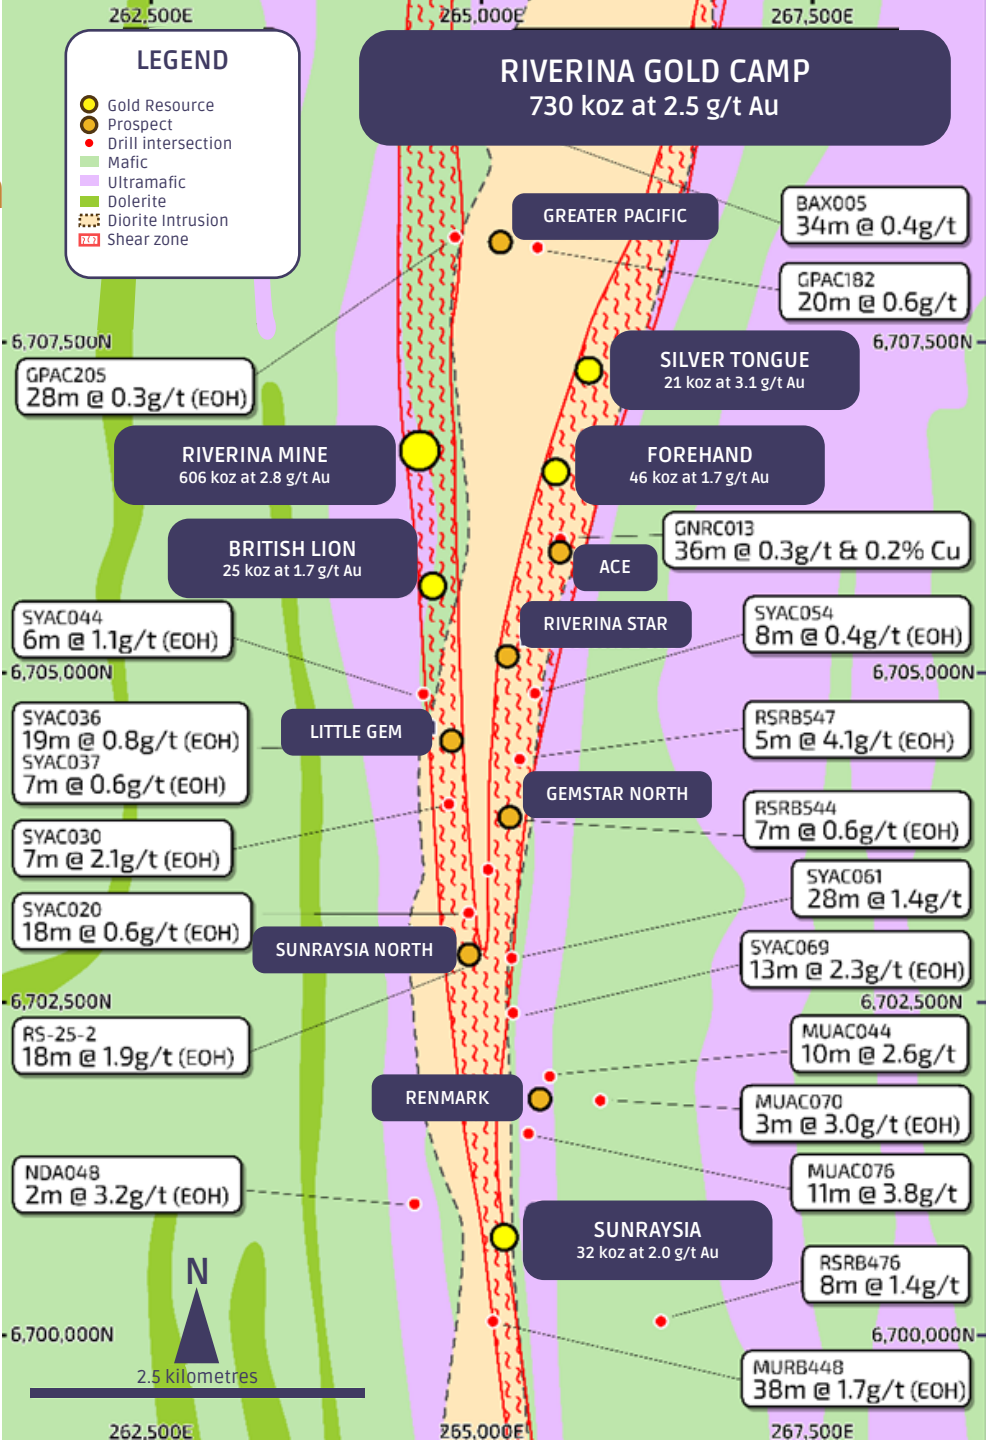 262,500E
265,000E
267,500E
LEGEND
Gold Resource
Prospect
Drill intersection
Mafic
Ultramafic
Dolerite
Diorite Intrusion
Shear zone
RIVERINA GOLD CAMP
730 koz at 2.5 g/t Au
BAX005
34m @ 0.4g/t
GREATER PACIFIC
GPAC182
20m @ 0.6g/t
6,707,500N
6,707,500N
GPAC205
28m @ 0.3g/t (EOH)
SILVER TONGUE
21 koz at 3.1 g/t Au
RIVERINA MINE
606 koz at 2.8 g/t Au
FOREHAND
46 koz at 1.7 g/t Au
GNRC013
36m @ 0.3g/t & 0.2% Cu
BRITISH LION
25 koz at 1.7 g/t Au
ACE
SYAC044
6m @ 1.1g/t (EOH)
RIVERINA STAR
SYAC054
8m @ 0.4g/t (EOH)
6,705,000N
6,705,000N
SYAC036
19m @ 0.8g/t (EOH)
SYAC037
7m @ 0.6g/t (EOH)
LITTLE GEM
RSRB547
5m @ 4.1g/t (EOH)
GEMSTAR NORTH
RSRB544
7m @ 0.6g/t (EOH)
SYAC030
7m @ 2.1g/t (EOH)
SYAC061
28m @ 1.4g/t
SYAC020
18m @ 0.6g/t (EOH)
SUNRAYSIA NORTH
SYAC069
13m @ 2.3g/t (EOH)
6,702,500N
6,702,500N
RS-25-2
18m @ 1.9g/t (EOH)
MUAC044
10m @ 2.6g/t
RENMARK
MUAC070
3m @ 3.0g/t (EOH)
NDA048
2m @ 3.2g/t (EOH)
MUAC076
11m @ 3.8g/t
SUNRAYSIA
32 koz at 2.0 g/t Au
RSRB476
8m @ 1.4g/t
N
6,700,000N
6,700,000N
2.5 kilometres
MURB448
38m @ 1.7g/t (EOH)
262,500E
265,000E
267,500E